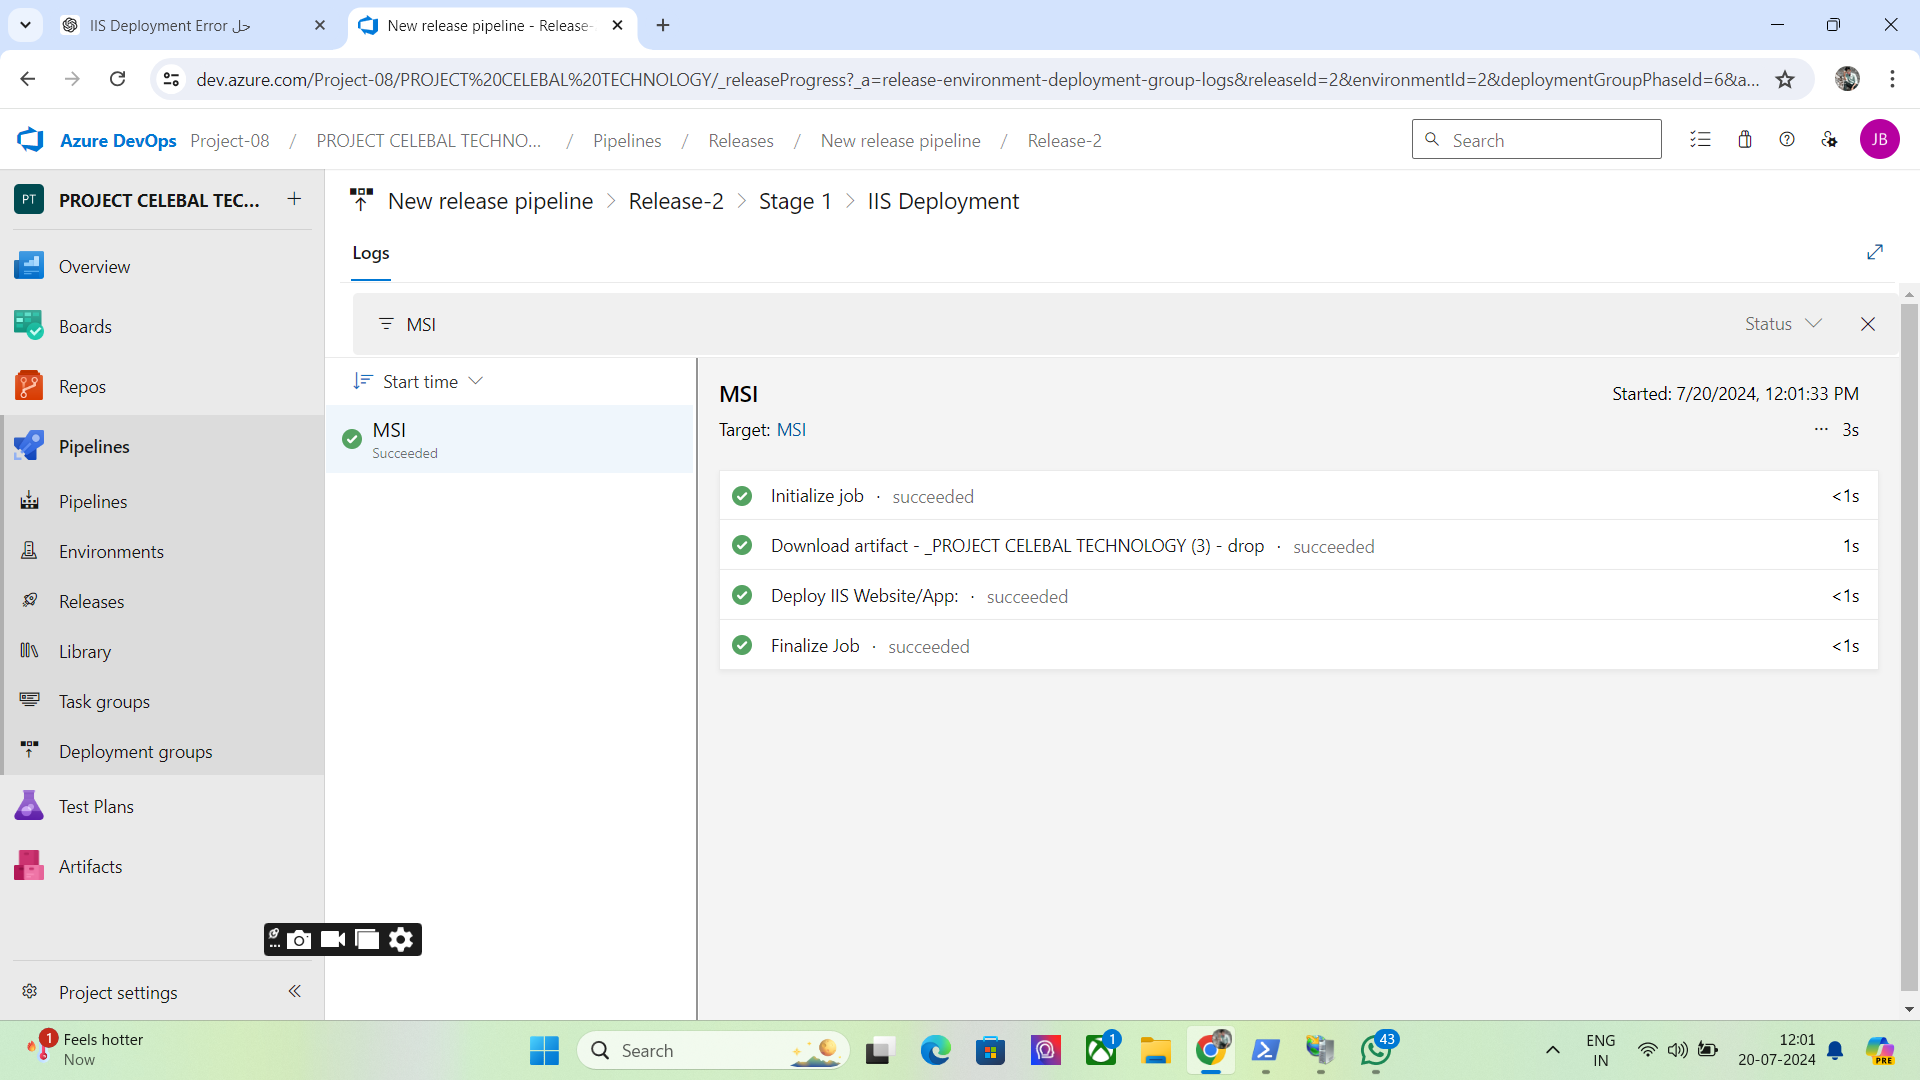 IIS Deployment Error حل
New release pipeline - Release-
dev.azure.com/Project-08/PROJECT%20CELEBAL%20TECHNOLOGY/_releaseProgress?_a=release-environment-deployment-group-logs&releaseId=2&environmentId=2&deploymentGroupPhaseId=6&a...
Azure DevOps Project-08 / PROJECT CELEBAL TECHNO... / Pipelines / Releases / New release pipeline / Release-2
Search
JB
PT PROJECT CELEBAL TEC... +
New release pipeline > Release-2 > Stage 1 > IIS Deployment
Logs
Overview
Boards
Repos
Pipelines
Pipelines
Environments
Releases
Library
Task groups
Deployment groups
Test Plans
Artifacts
Project settings
MSI
Status
Start time
MSI
Succeeded
MSI
Started: 7/20/2024, 12:01:33 PM
Target: MSI
... 3s
Initialize job · succeeded <1s
Download artifact - _PROJECT CELEBAL TECHNOLOGY (3) - drop · succeeded 1s
Deploy IIS Website/App: · succeeded <1s
Finalize Job · succeeded <1s
1
Feels hotter
Now
Search
1
43
ENG
IN
12:01
20-07-2024
PRE